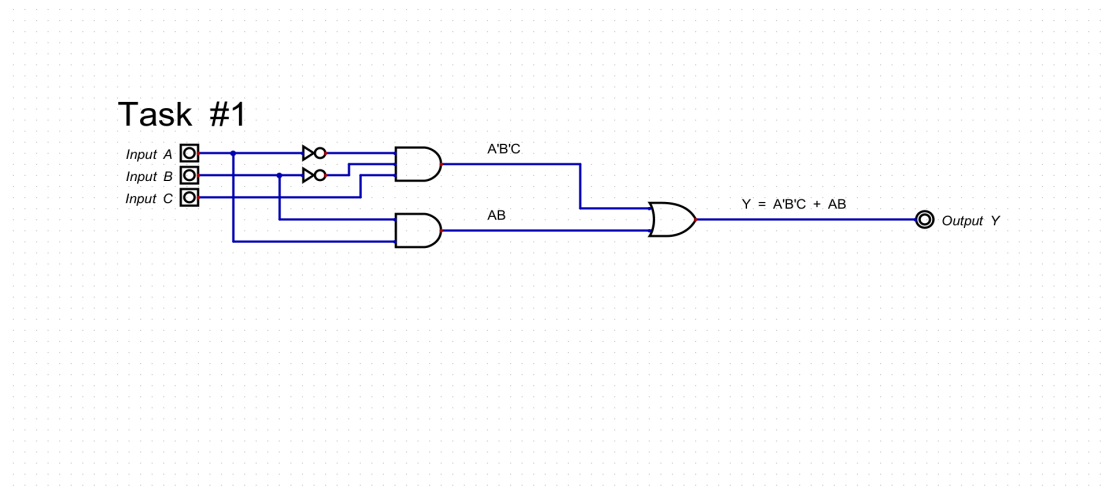 Task #1
Input A
Input B
Input C
A'B'C
AB
Y = A'B'C + AB
Output Y